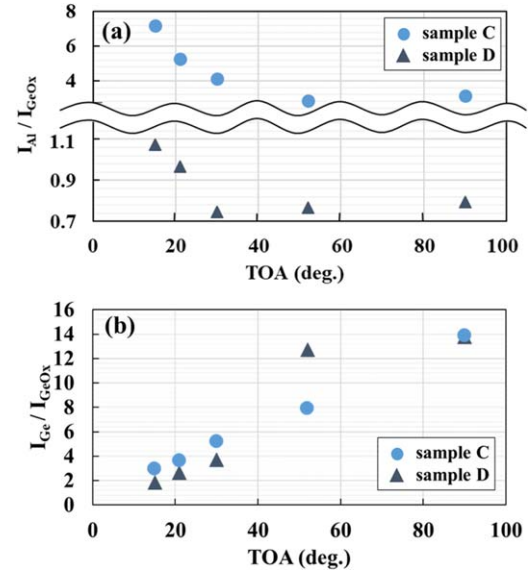 (a)
sample C
sample D
8
6
4
1.1
0.9
0.7
I_Al / I_GeOx
0 20 40 60 80 100
TOA (deg.)
(b)
16
14
12
10
8
6
4
2
0
I_Ge / I_GeOx
sample C
sample D
0 20 40 60 80 100
TOA (deg.)